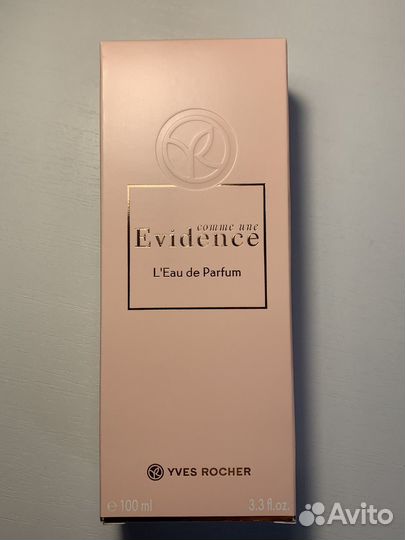 comme une
Evidence
L'Eau de Parfum
YVES ROCHER
℮ 100 ml 3.3 fl.oz.
Avito